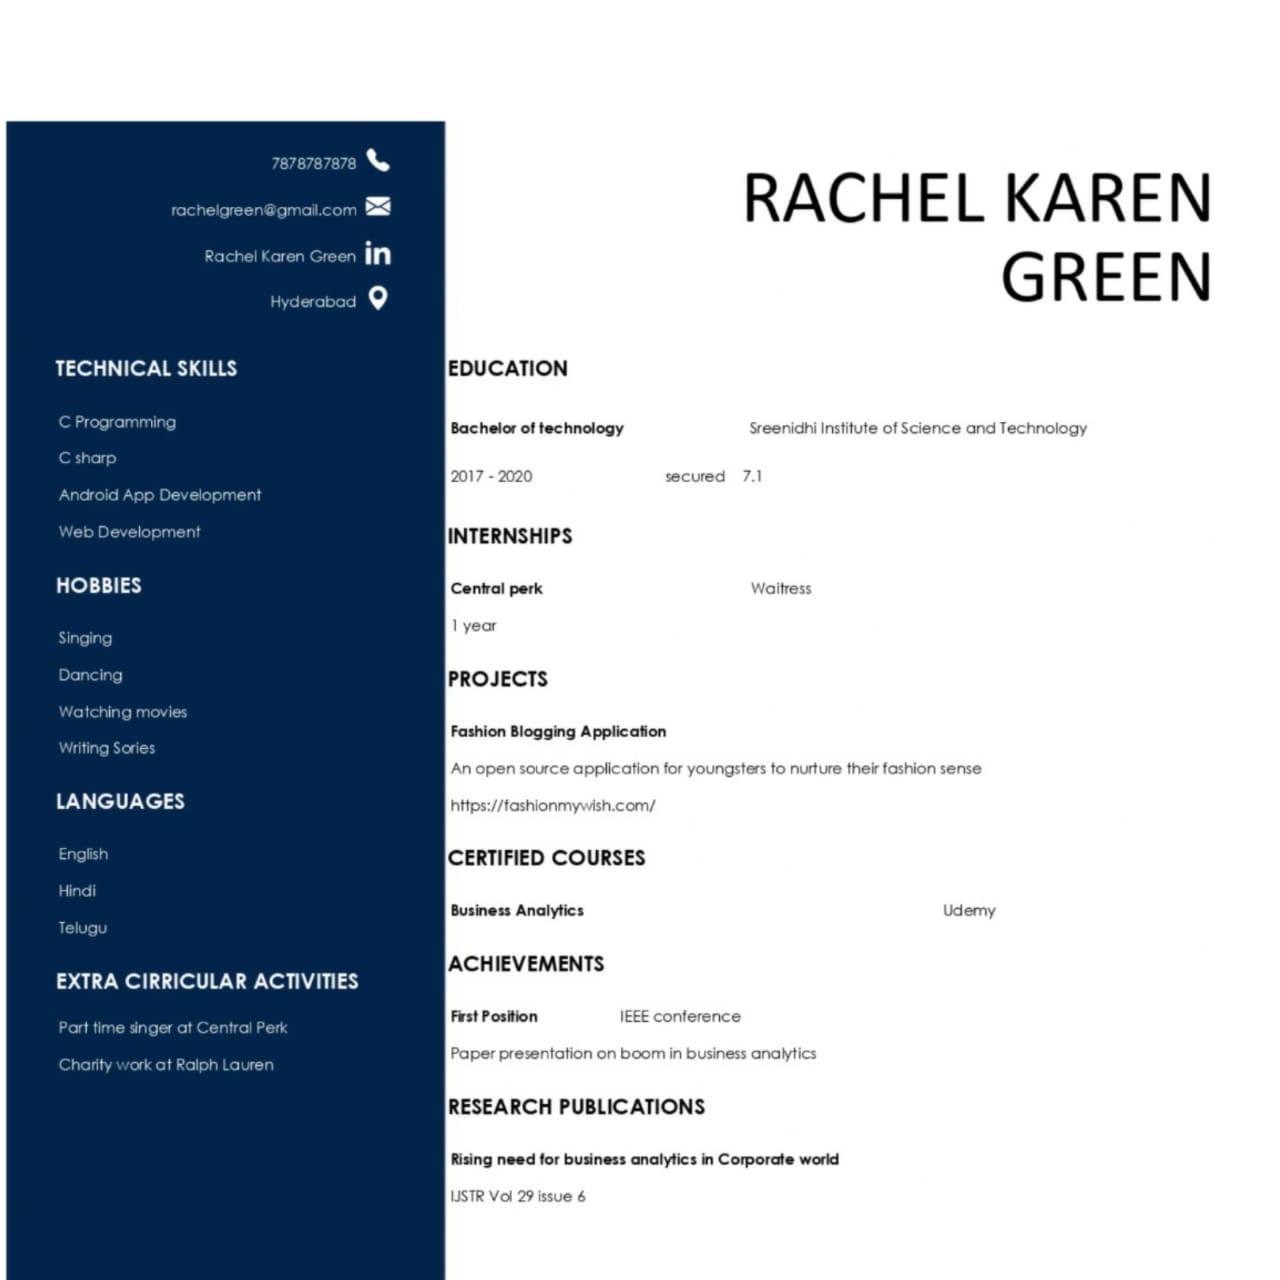 7878787878
rachelgreen@gmail.com
Rachel Karen Green
in
Hyderabad
TECHNICAL SKILLS
C Programming
C sharp
Android App Development
Web Development
HOBBIES
Singing
Dancing
Watching movies
Writing Sories
LANGUAGES
English
Hindi
Telugu
EXTRA CIRRICULAR ACTIVITIES
Part time singer at Central Perk
Charity work at Ralph Lauren
RACHEL KAREN
GREEN
EDUCATION
Bachelor of technology Sreenidhi Institute of Science and Technology
2017 - 2020 secured 7.1
INTERNSHIPS
Central perk Waitress
1 year
PROJECTS
Fashion Blogging Application
An open source application for youngsters to nurture their fashion sense
https://fashionmywish.com/
CERTIFIED COURSES
Business Analytics Udemy
ACHIEVEMENTS
First Position IEEE conference
Paper presentation on boom in business analytics
RESEARCH PUBLICATIONS
Rising need for business analytics in Corporate world
IJSTR Vol 29 issue 6